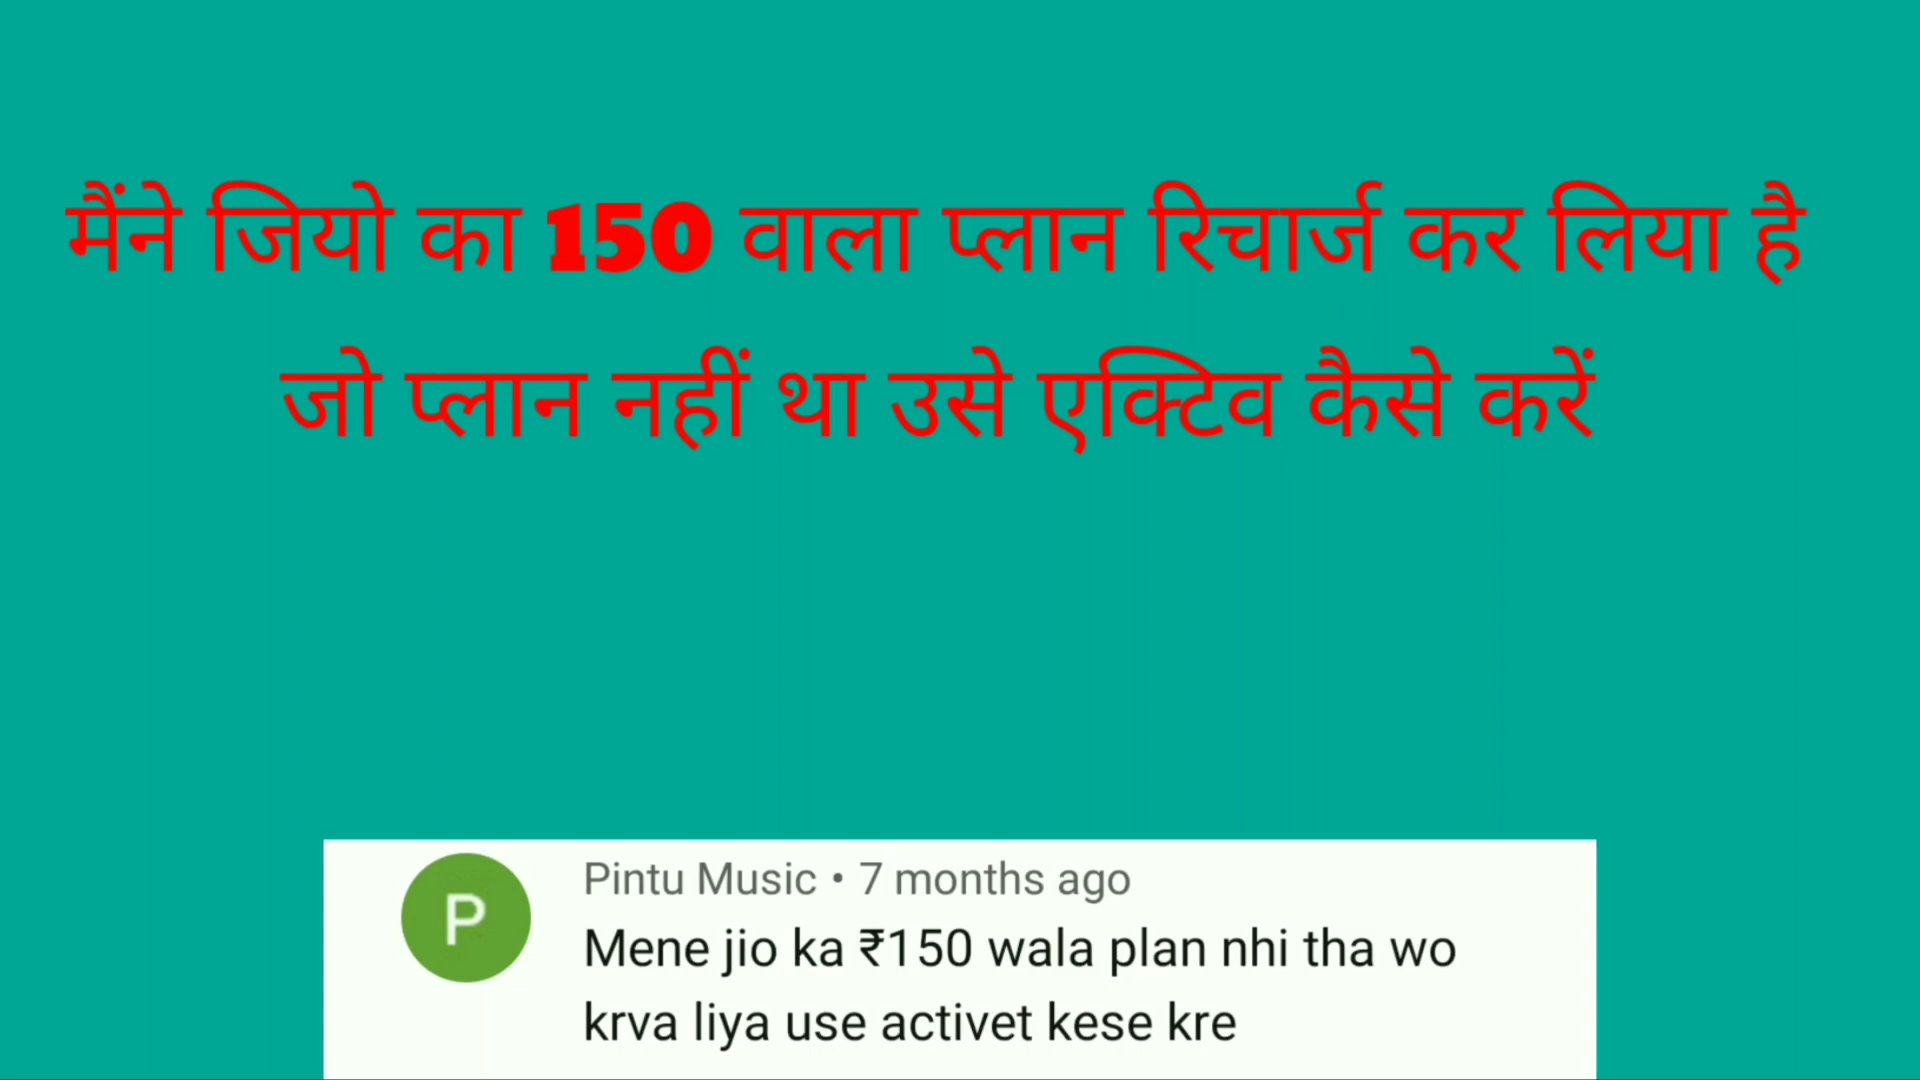 मैंने जियो का 150 वाला प्लान रिचार्ज कर लिया है
जो प्लान नहीं था उसे एक्टिव कैसे करें
P
Pintu Music • 7 months ago
Mene jio ka ₹150 wala plan nhi tha wo
krva liya use activet kese kre